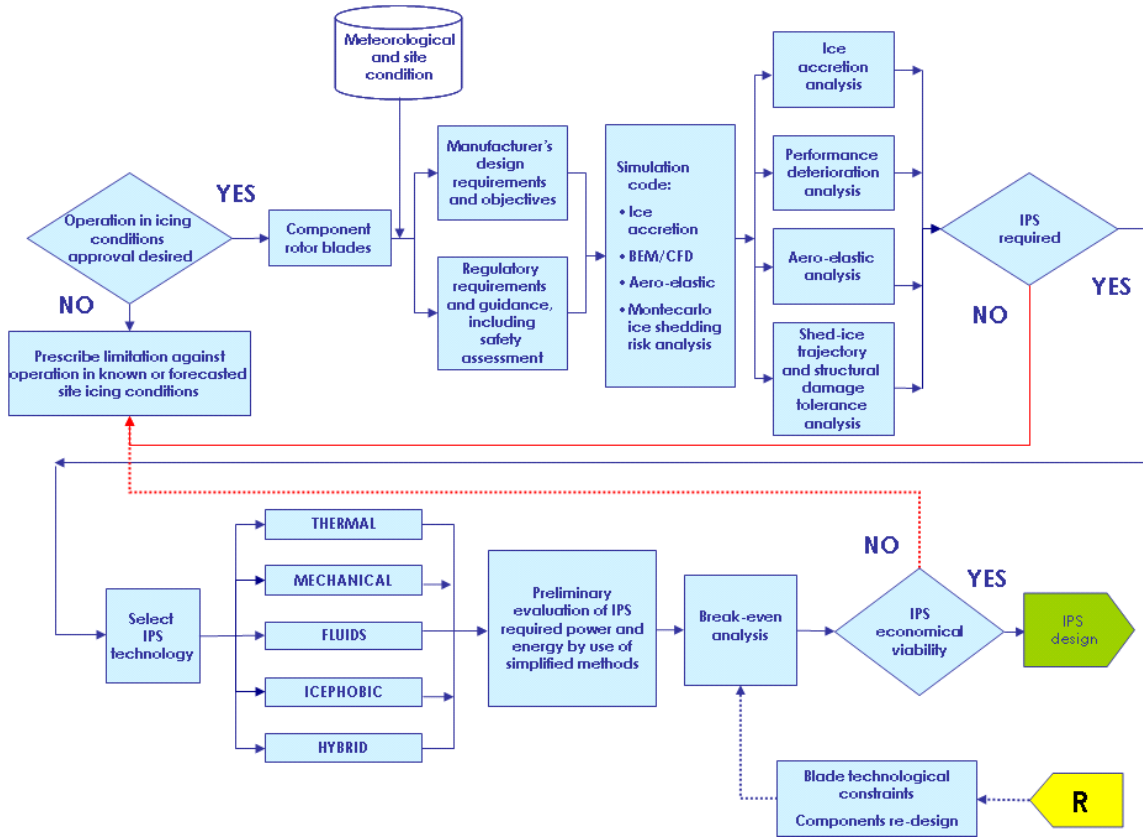 Meteorological
and site
condition
Ice
accretion
analysis
Manufacturer's
design
requirements
and objectives
Simulation
code:
• Ice
accretion
• BEM/CFD
• Aero-elastic
• Montecarlo
ice shedding
risk analysis
Performance
deterioration
analysis
YES
Operation in icing
conditions
approval desired
Component
rotor blades
IPS
required
Regulatory
requirements
and guidance,
including
safety
assessment
Aero-elastic
analysis
YES
NO
NO
Shed-ice
trajectory
and structural
damage
tolerance
analysis
Prescribe limitation against
operation in known or forecasted
site icing conditions
THERMAL
NO
MECHANICAL
YES
Select
IPS
technology
FLUIDS
Preliminary
evaluation of IPS
required power and
energy by use of
simplified methods
Break-even
analysis
IPS
economical
viability
IPS
design
ICEPHOBIC
HYBRID
Blade technological
constraints
Components re-design
R